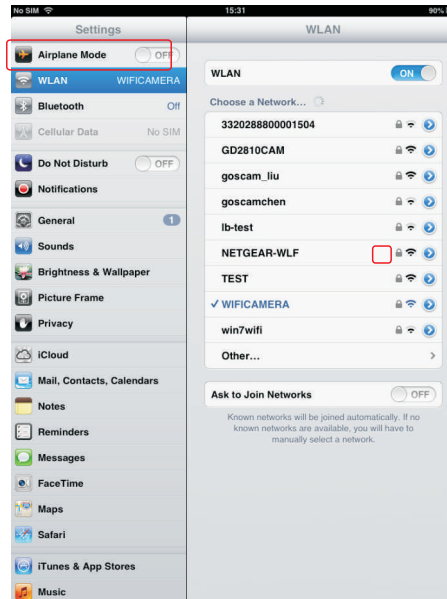 No SIM 15:31 90%
Settings
Airplane Mode OFF
WLAN WIFICAMERA
Bluetooth Off
Cellular Data No SIM
Do Not Disturb OFF
Notifications
General 1
Sounds
Brightness & Wallpaper
Picture Frame
Privacy
iCloud
Mail, Contacts, Calendars
Notes
Reminders
Messages
FaceTime
Maps
Safari
iTunes & App Stores
Music
WLAN
WLAN ON
Choose a Network...
3320288800001504
GD2810CAM
goscam_liu
goscamchen
lb-test
NETGEAR-WLF
TEST
✓ WIFICAMERA
win7wifi
Other... >
Ask to Join Networks OFF
Known networks will be joined automatically. If no
known networks are available, you will have to
manually select a network.